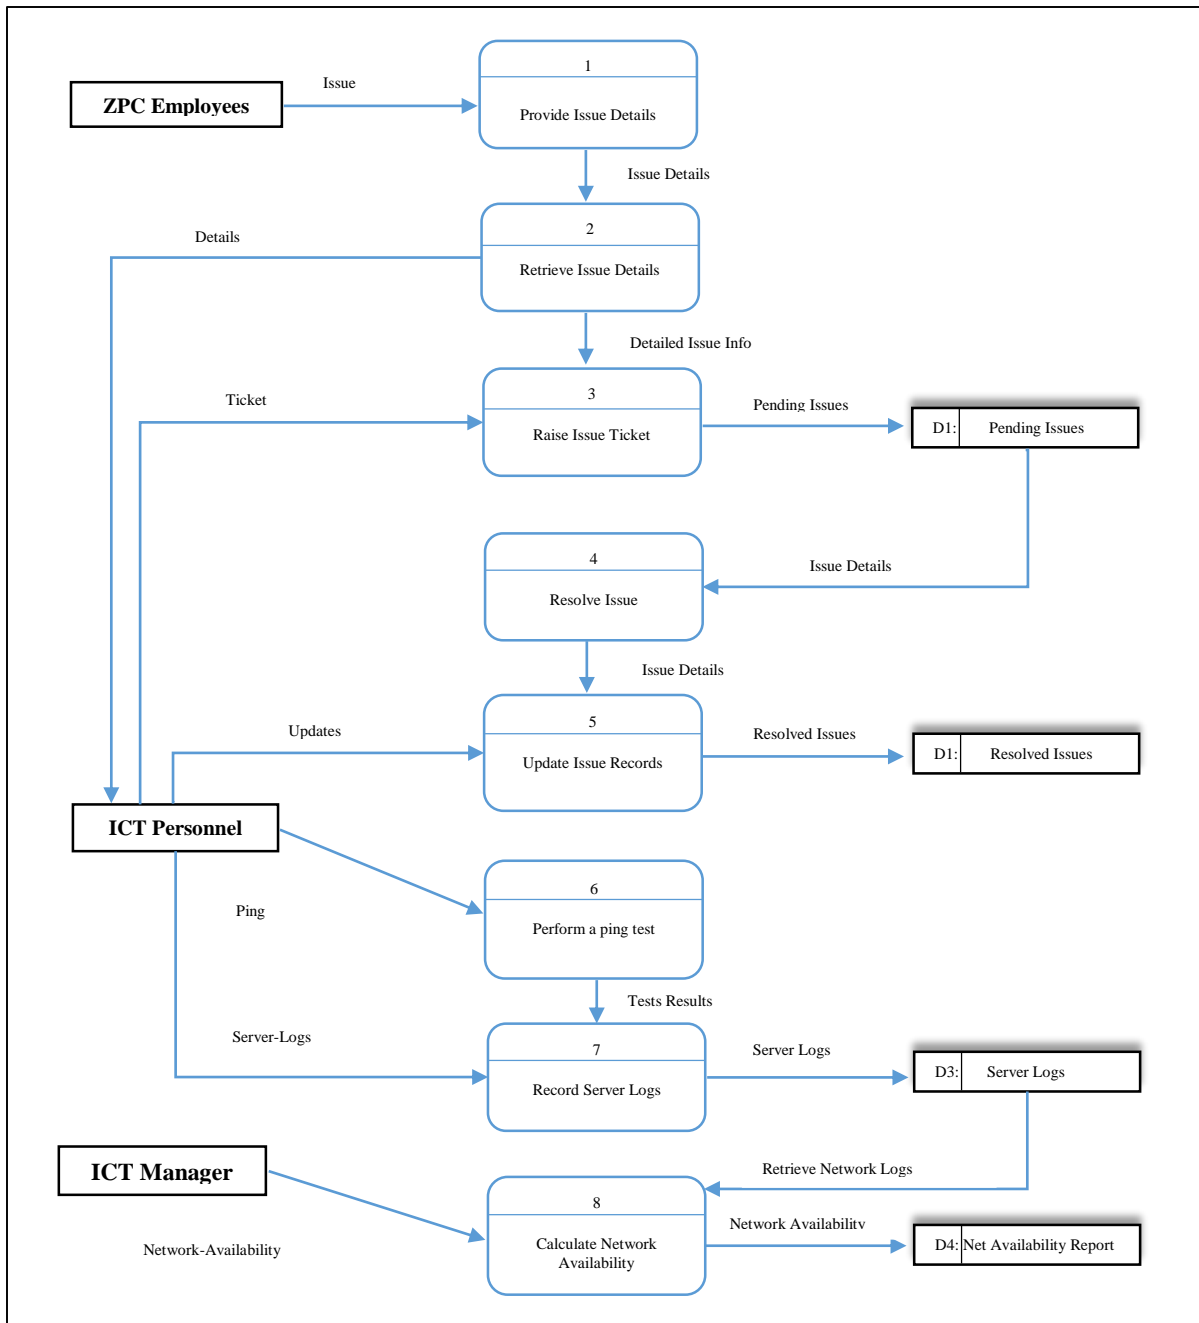 1
Issue
ZPC Employees
Provide Issue Details
Issue Details
2
Details
Retrieve Issue Details
Detailed Issue Info
3
Ticket
Pending Issues
Raise Issue Ticket
D1: Pending Issues
4
Issue Details
Resolve Issue
Issue Details
5
Updates
Resolved Issues
Update Issue Records
D1: Resolved Issues
ICT Personnel
6
Ping
Perform a ping test
Tests Results
Server-Logs
7
Server Logs
Record Server Logs
D3: Server Logs
ICT Manager
Retrieve Network Logs
8
Network Availability
Network-Availability
Calculate Network
Availability
D4: Net Availability Report